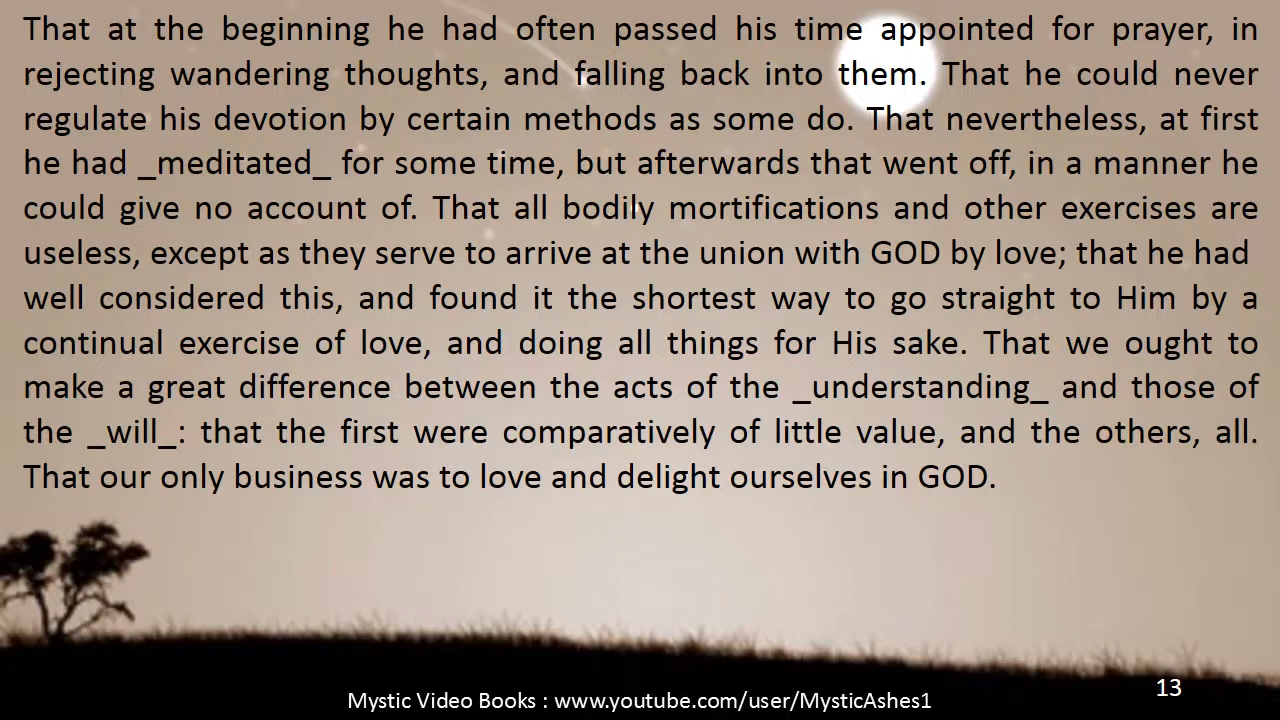 That at the beginning he had often passed his time appointed for prayer, in
rejecting wandering thoughts, and falling back into them. That he could never
regulate his devotion by certain methods as some do. That nevertheless, at first
he had _meditated_ for some time, but afterwards that went off, in a manner he
could give no account of. That all bodily mortifications and other exercises are
useless, except as they serve to arrive at the union with GOD by love; that he had
well considered this, and found it the shortest way to go straight to Him by a
continual exercise of love, and doing all things for His sake. That we ought to
make a great difference between the acts of the _understanding_ and those of
the _will_: that the first were comparatively of little value, and the others, all.
That our only business was to love and delight ourselves in GOD.
13
Mystic Video Books : www.youtube.com/user/MysticAshes1